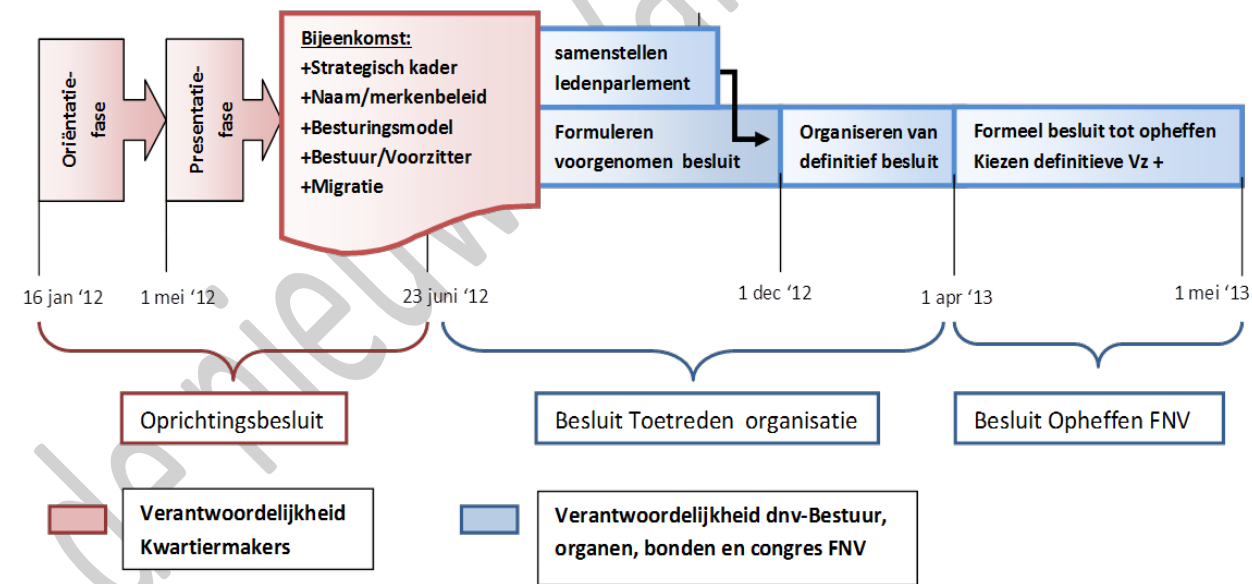 Oriëntatie-
fase
Presentatie-
fase
Bijeenkomst:
+Strategisch kader
+Naam/merkenbeleid
+Besturingsmodel
+Bestuur/Voorzitter
+Migratie
samenstellen
ledenparlement
Formuleren
voorgenomen besluit
Organiseren van
definitief besluit
Formeel besluit tot opheffen
Kiezen definitieve Vz +
16 jan ‘12
1 mei ‘12
23 juni ‘12
1 dec ‘12
1 apr ‘13
1 mei ‘13
Oprichtingsbesluit
Besluit Toetreden organisatie
Besluit Opheffen FNV
Verantwoordelijkheid
Kwartiermakers
Verantwoordelijkheid dnv-Bestuur,
organen, bonden en congres FNV